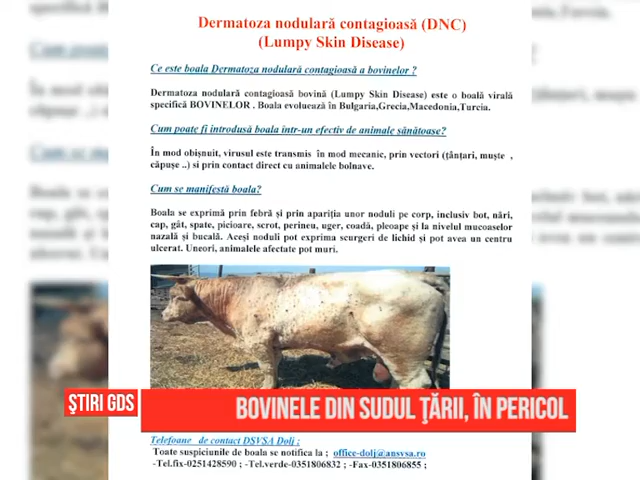 Dermatoza nodulară contagioasă (DNC)
(Lumpy Skin Disease)
Ce este boala Dermatoza nodulară contagioasă a bovinelor ?
Dermatoza nodulară contagioasă bovină (Lumpy Skin Disease) este o boală virală
specifică BOVINELOR . Boala evoluează în Bulgaria,Grecia,Macedonia,Turcia.
Cum poate fi introdusă boala într-un efectiv de animale sănătoase?
În mod obișnuit, virusul este transmis în mod mecanic, prin vectori (țânțari, muște ,
căpușe ..) si prin contact direct cu animalele bolnave.
Cum se manifestă boala?
Boala se exprimă prin febră și prin apariția unor noduli pe corp, inclusiv bot, nări,
cap, gât, spate, picioare, scrot, perineu, uger, coadă, pleoape și la nivelul mucoaselor
nazală și bucală. Acești noduli pot exprima scurgeri de lichid și pot avea un centru
ulcerat. Uneori, animalele afectate pot muri.
ŞTIRI GDS
BOVINELE DIN SUDUL ŢĂRII, ÎN PERICOL
Telefoane de contact DSVSA Dolj :
Toate suspiciunile de boala se notifica la ; office-dolj@ansvsa.ro
-Tel.fix-0251428590 ; -Tel.verde-0351806832 ; -Fax-0351806855 ;